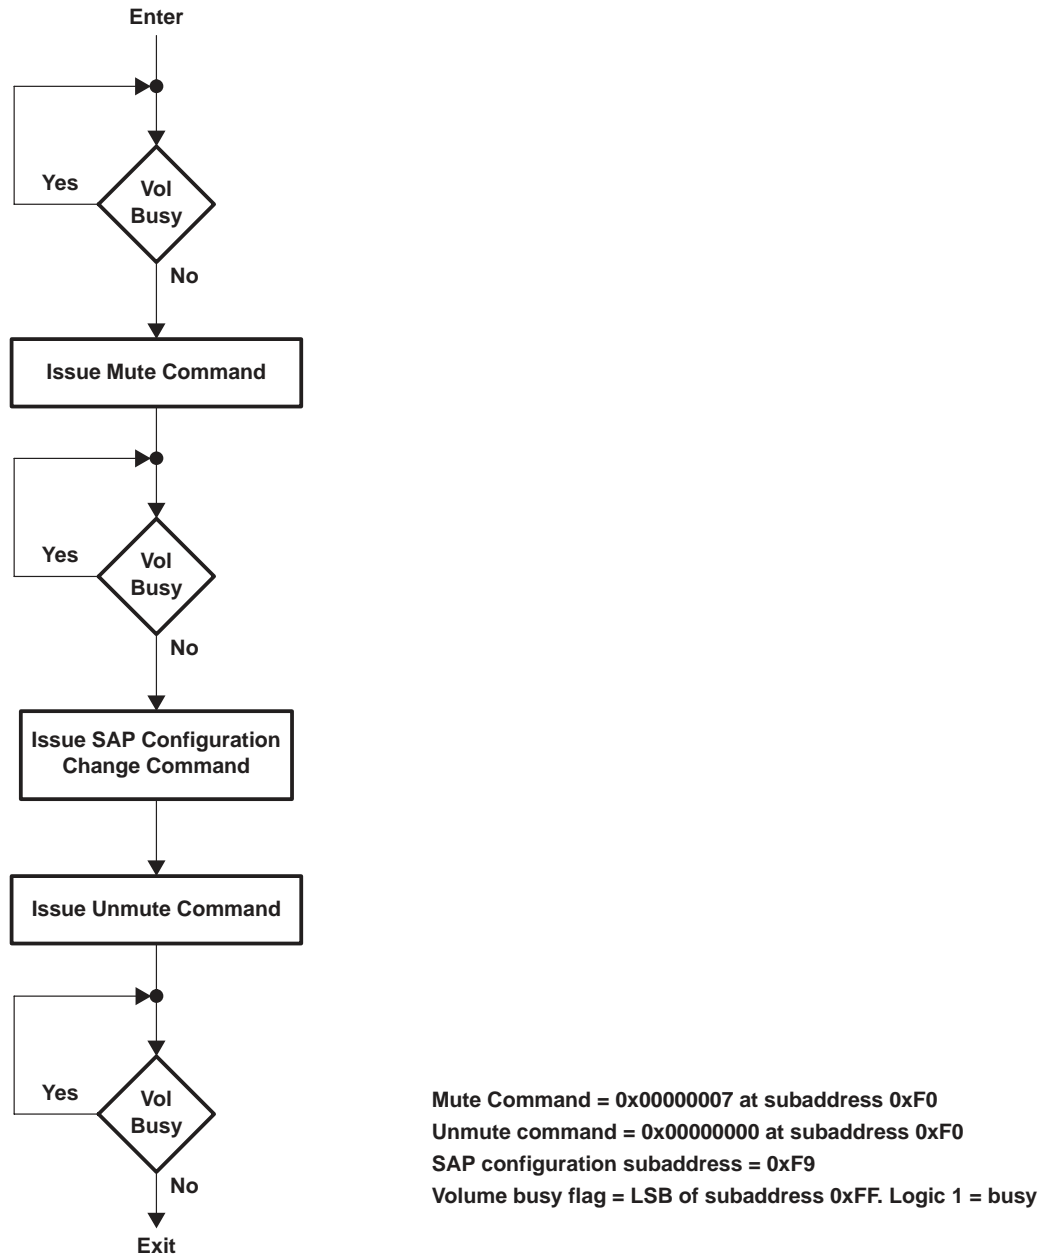 Enter
Yes
Vol
Busy
No
Issue Mute Command
Yes
Vol
Busy
No
Issue SAP Configuration
Change Command
Issue Unmute Command
Yes
Vol
Busy
No
Exit
Mute Command = 0x00000007 at subaddress 0xF0
Unmute command = 0x00000000 at subaddress 0xF0
SAP configuration subaddress = 0xF9
Volume busy flag = LSB of subaddress 0xFF. Logic 1 = busy